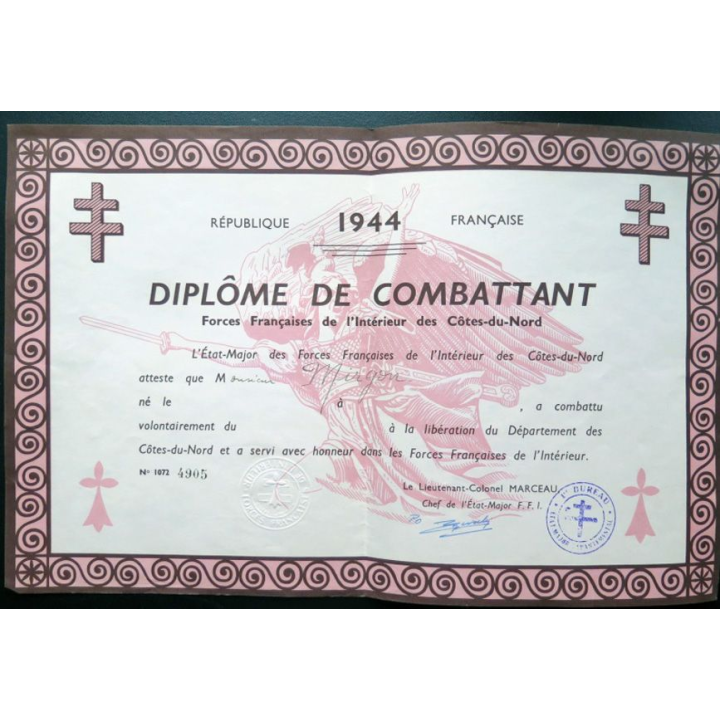 RÉPUBLIQUE 1944 FRANÇAISE
DIPLÔME DE COMBATTANT
Forces Françaises de l'Intérieur des Côtes-du-Nord
L'État-Major des Forces Françaises de l'Intérieur des Côtes-du-Nord
atteste que Monsieur Mirgon
né le à , a combattu
volontairement du à la libération du Département des
Côtes-du-Nord et a servi avec honneur dans les Forces Françaises de l'Intérieur.
Nº 1072 4905
Le Lieutenant-Colonel MARCEAU
Chef de l'État-Major F. F. I.
BUREAU